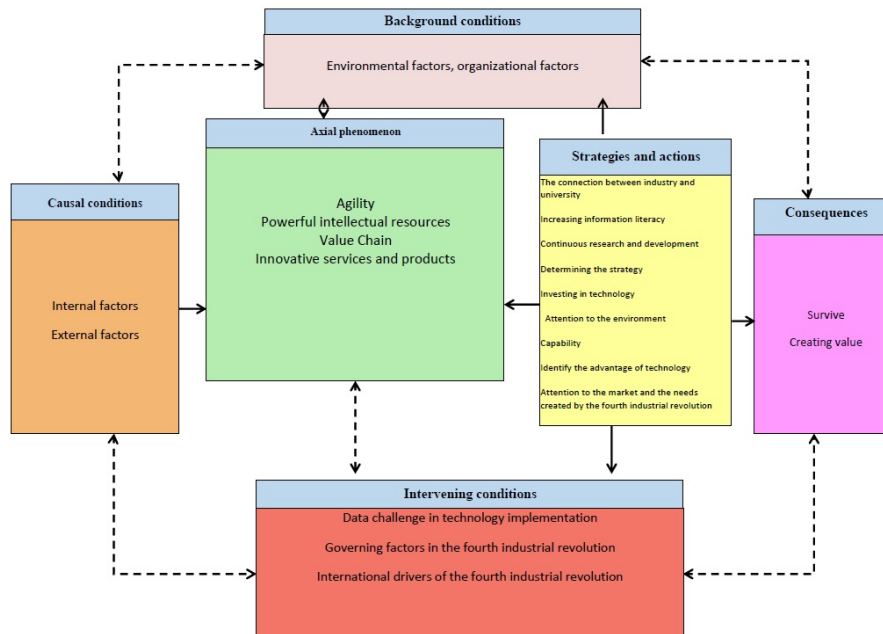 Background conditions
Environmental factors, organizational factors
Axial phenomenon
Agility
Powerful intellectual resources
Value Chain
Innovative services and products
Strategies and actions
The connection between industry and
university
Increasing information literacy
Continuous research and development
Determining the strategy
Investing in technology
Attention to the environment
Capability
Identify the advantage of technology
Attention to the market and the needs
created by the fourth industrial revolution
Causal conditions
Internal factors
External factors
Consequences
Survive
Creating value
Intervening conditions
Data challenge in technology implementation
Governing factors in the fourth industrial revolution
International drivers of the fourth industrial revolution